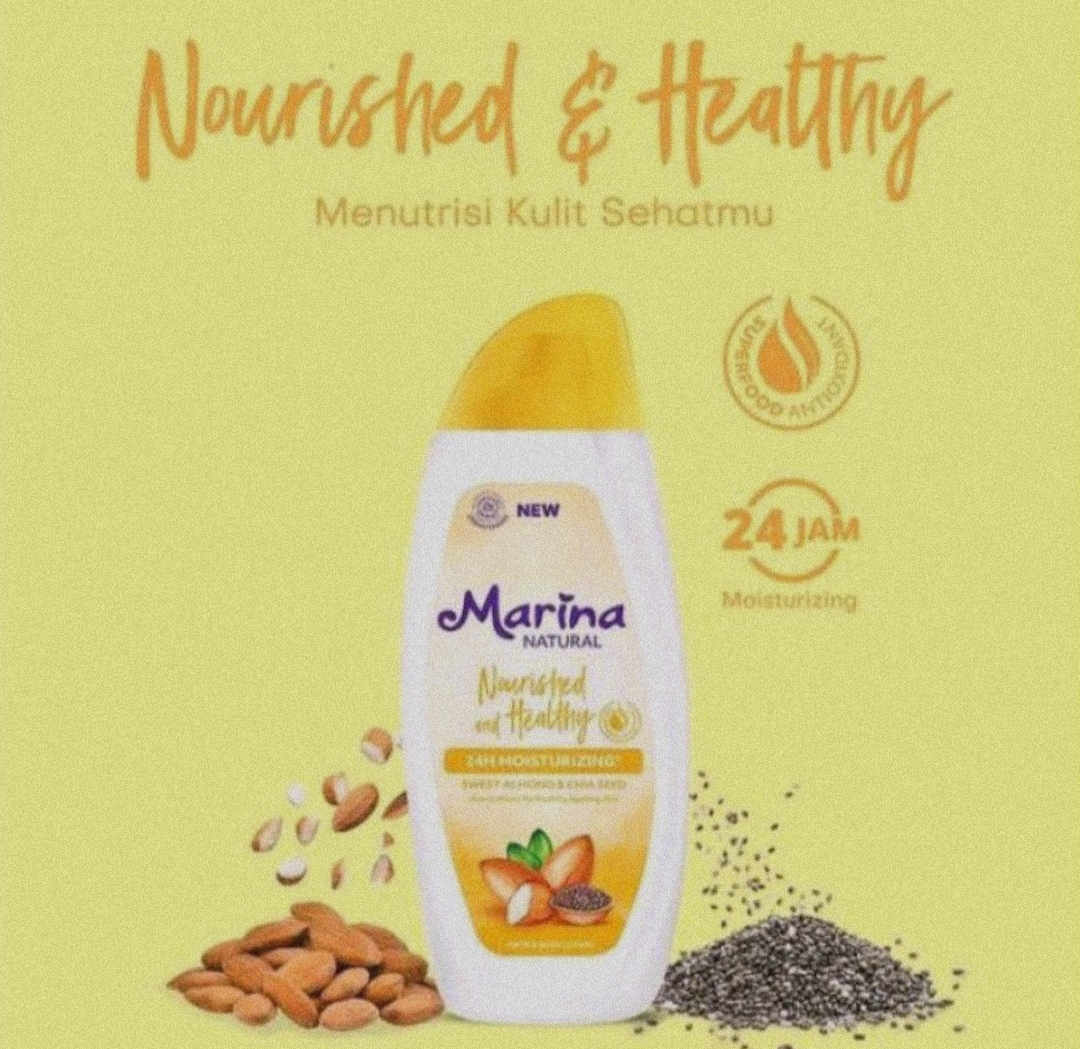 Nourished & Healthy
Menutrisi Kulit Sehatmu
SUPERFOOD ANTIOXIDANT
24 JAM
Moisturizing
NEW
Marina
NATURAL
Nourished
and Healthy
24H MOISTURIZING*
SWEET ALMOND & CHIA SEED